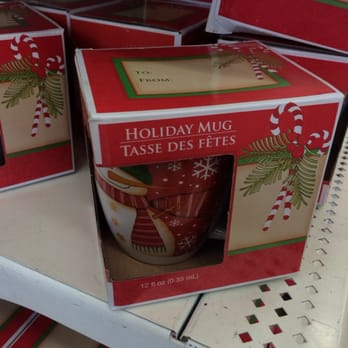 TO:
FROM:
HOLIDAY MUG
TASSE DES FÊTES
12 fl oz (0.35 mL)